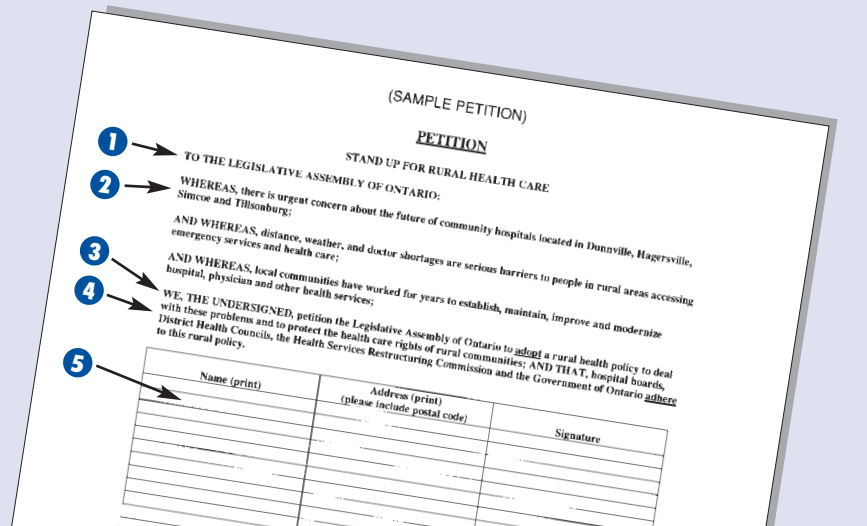 (SAMPLE PETITION)
PETITION
STAND UP FOR RURAL HEALTH CARE
1
TO THE LEGISLATIVE ASSEMBLY OF ONTARIO:
2
WHEREAS, there is urgent concern about the future of community hospitals located in Dunnville, Hagersville,
Simcoe and Tillsonburg;
AND WHEREAS, distance, weather, and doctor shortages are serious barriers to people in rural areas accessing
emergency services and health care;
AND WHEREAS, local communities have worked for years to establish, maintain, improve and modernize
hospital, physician and other health services;
3
WE, THE UNDERSIGNED, petition the Legislative Assembly of Ontario to adopt a rural health policy to deal
4
with these problems and to protect the health care rights of rural communities; AND THAT, hospital boards,
District Health Councils, the Health Services Restructuring Commission and the Government of Ontario adhere
to this rural policy.
5
Name (print)
Address (print)
(please include postal code)
Signature